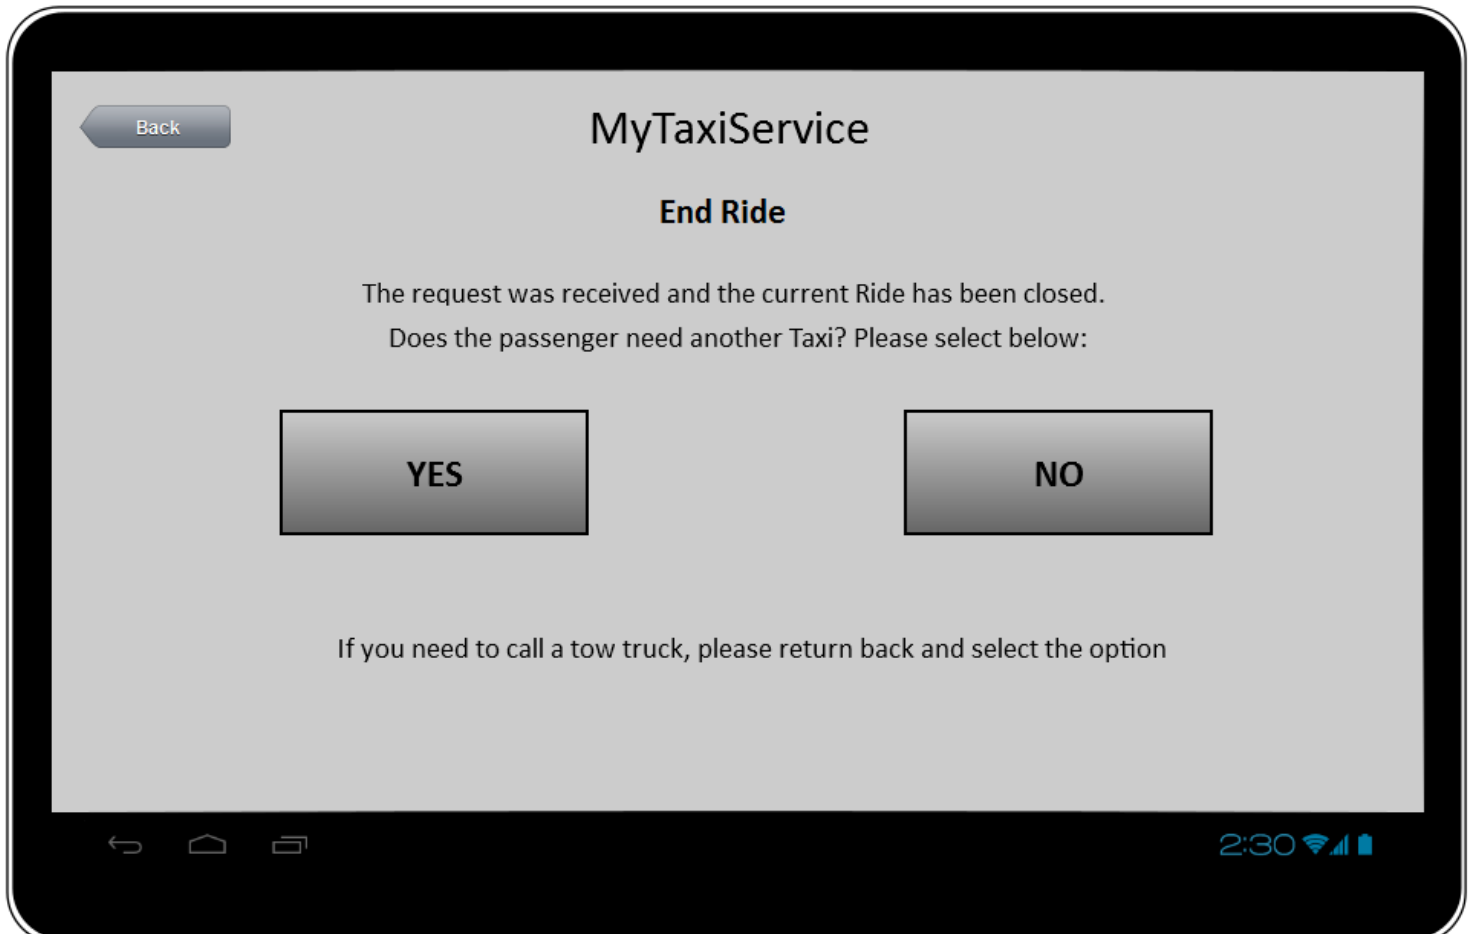 Back
MyTaxiService
End Ride
The request was received and the current Ride has been closed.
Does the passenger need another Taxi? Please select below:
YES
NO
If you need to call a tow truck, please return back and select the option
2:30